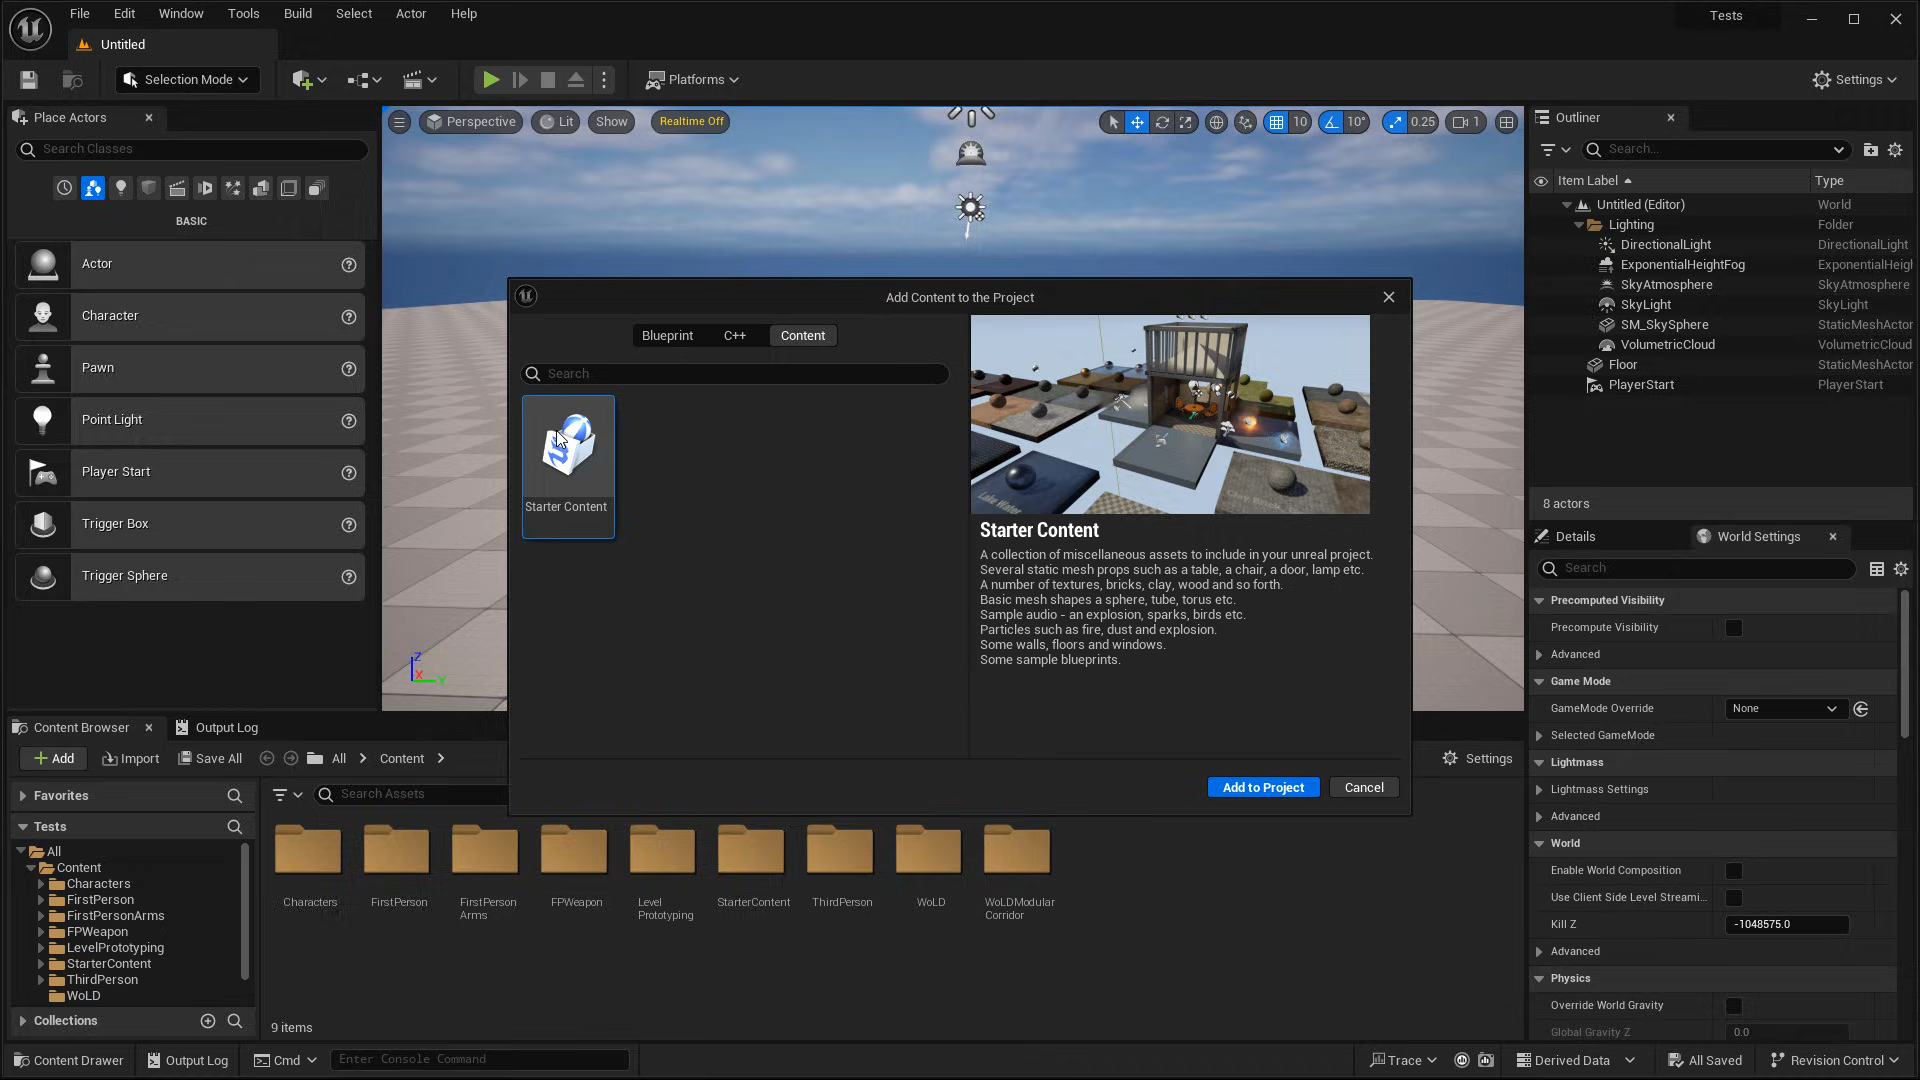 File Edit Window Tools Build Select Actor Help
Tests
Untitled
Selection Mode
Platforms
Settings
Place Actors
Search Classes
BASIC
Actor
Character
Pawn
Point Light
Player Start
Trigger Box
Trigger Sphere
Perspective
Lit
Show
Realtime Off
10
10°
0.25
1
Z
X
Y
Add Content to the Project
Blueprint
C++
Content
Search
Starter Content
Starter Content
A collection of miscellaneous assets to include in your unreal project.
Several static mesh props such as a table, a chair, a door, lamp etc.
A number of textures, bricks, clay, wood and so forth.
Basic mesh shapes a sphere, tube, torus etc.
Sample audio - an explosion, sparks, birds etc.
Particles such as fire, dust and explosion.
Some walls, floors and windows.
Some sample blueprints.
Add to Project
Cancel
Outliner
Search...
Item Label
Type
Untitled (Editor) World
Lighting Folder
DirectionalLight DirectionalLight
ExponentialHeightFog ExponentialHeigh
SkyAtmosphere SkyAtmosphere
SkyLight SkyLight
SM_SkySphere StaticMeshActor
VolumetricCloud VolumetricCloud
Floor StaticMeshActor
PlayerStart PlayerStart
8 actors
Details
World Settings
Search
Precomputed Visibility
Precompute Visibility
Advanced
Game Mode
GameMode Override None
Selected GameMode
Lightmass
Lightmass Settings
Advanced
World
Enable World Composition
Use Client Side Level Streami...
Kill Z -1048575.0
Advanced
Physics
Override World Gravity
Global Gravity Z 0.0
Content Browser
Output Log
Add
Import
Save All
All
Content
Settings
Favorites
Tests
All
Content
Characters
FirstPerson
FirstPersonArms
FPWeapon
LevelPrototyping
StarterContent
ThirdPerson
WoLD
Collections
Search Assets
Characters
FirstPerson
FirstPerson
Arms
FPWeapon
Level
Prototyping
StarterContent
ThirdPerson
WoLD
WoLDModular
Corridor
9 items
Content Drawer
Output Log
Cmd
Enter Console Command
Trace
Derived Data
All Saved
Revision Control